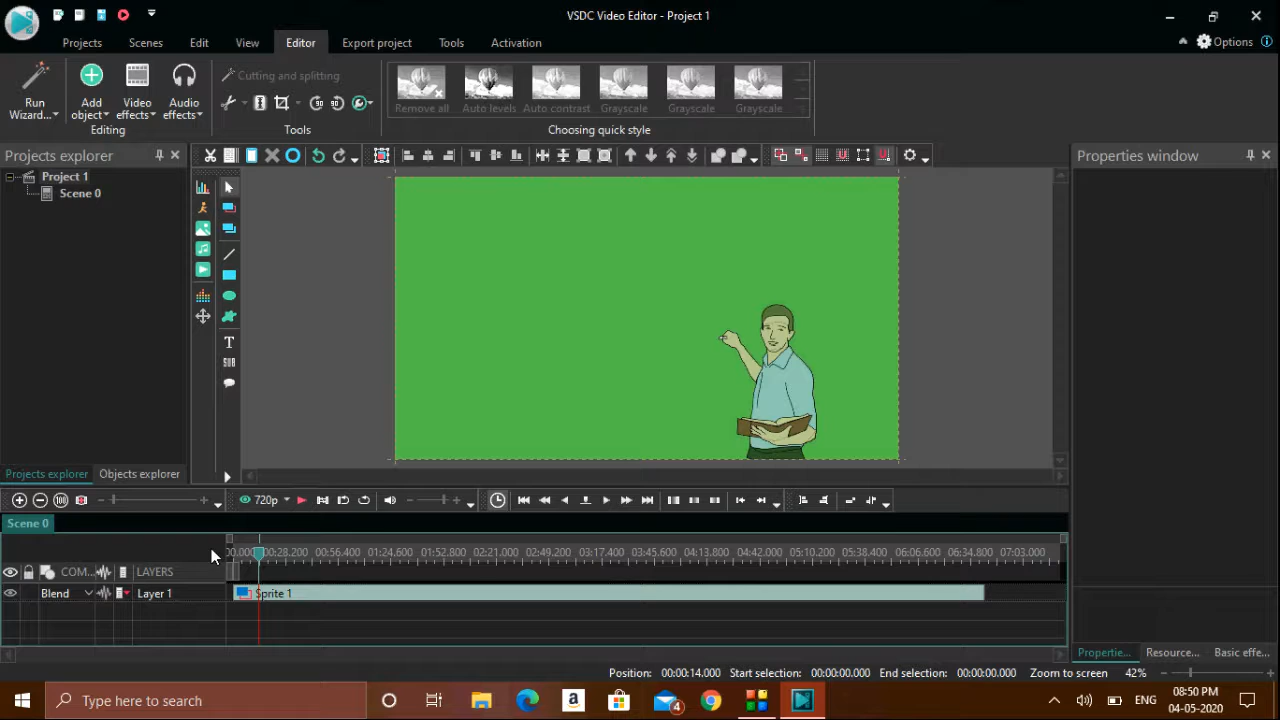 VSDC Video Editor - Project 1
Projects Scenes Edit View Editor Export project Tools Activation Options
Cutting and splitting
Run Wizard...
Add object
Video effects
Audio effects
Remove all Auto levels Auto contrast Grayscale Grayscale Grayscale
Editing Tools Choosing quick style
Projects explorer
Properties window
Project 1
Scene 0
T
SUB
Projects explorer Objects explorer
720p
Scene 0
00.000 00:28.200 00:56.400 01:24.600 01:52.800 02:21.000 02:49.200 03:17.400 03:45.600 04:13.800 04:42.000 05:10.200 05:38.400 06:06.600 06:34.800 07:03.000
COM... LAYERS
Blend Layer 1 Sprite 1
Propertie... Resource... Basic effe...
Position: 00:00:14.000 Start selection: 00:00:00.000 End selection: 00:00:00.000 Zoom to screen 42%
Type here to search
4
ENG
08:50 PM
04-05-2020